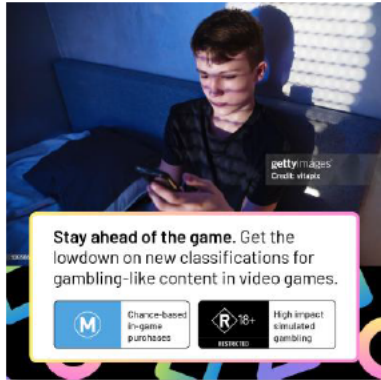 gettyimages
Credit: vitapix
Stay ahead of the game. Get the
lowdown on new classifications for
gambling-like content in video games.
M
Chance-based
in-game
purchases
R 18+
RESTRICTED
High impact
simulated
gambling